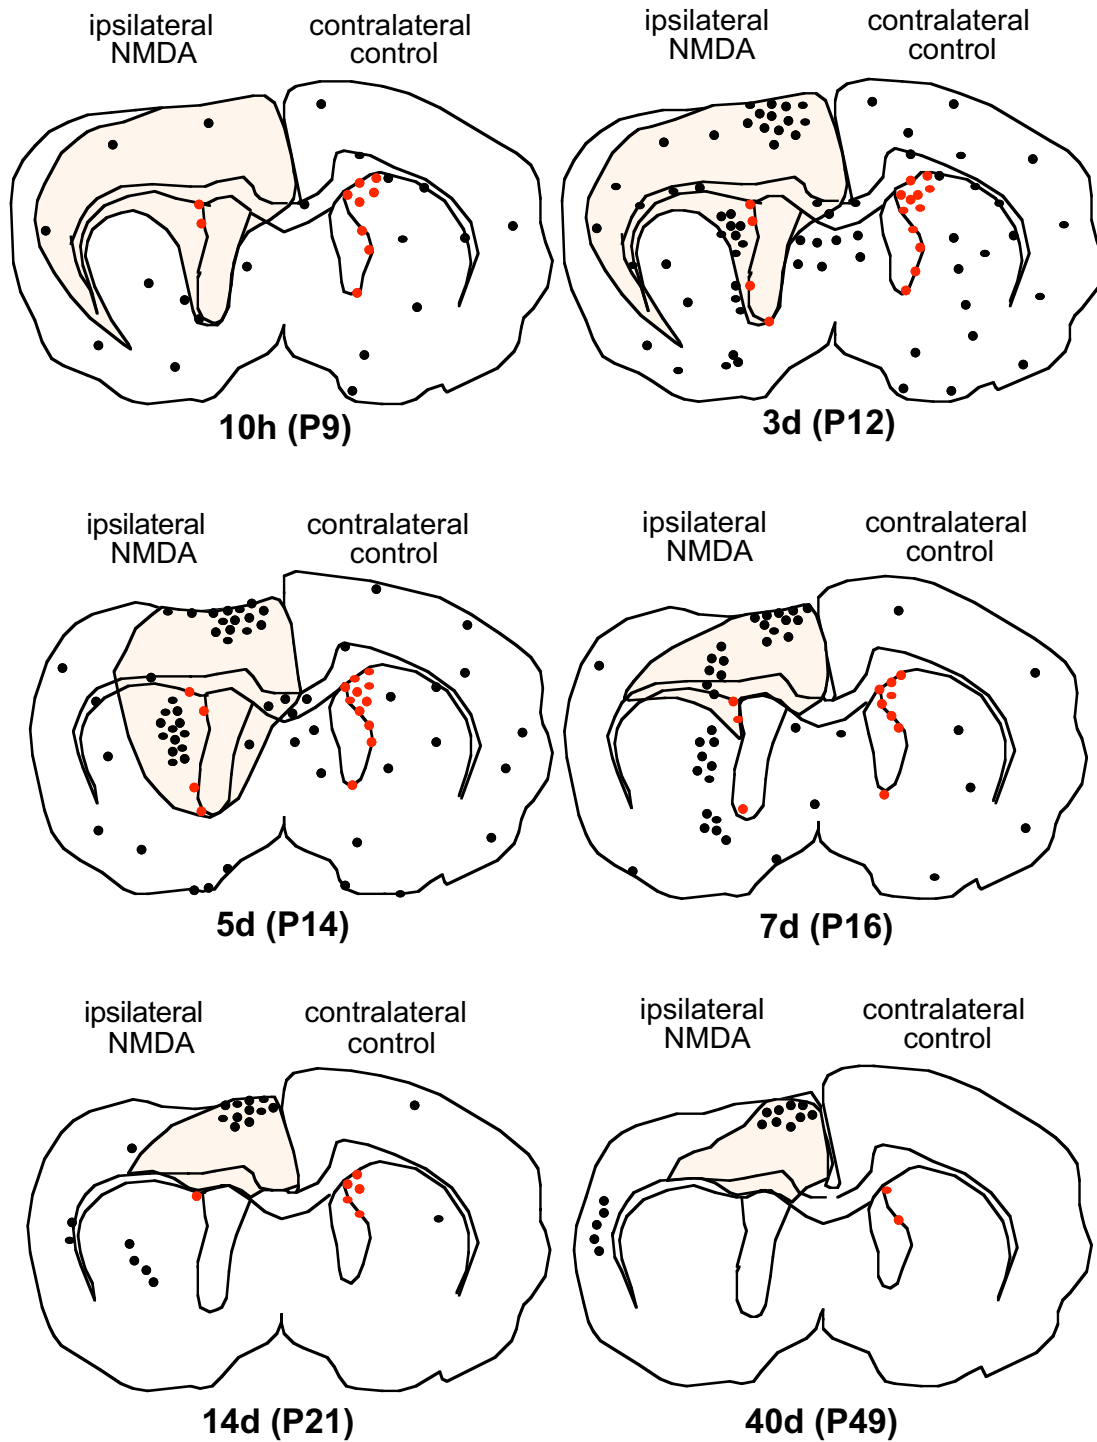 ipsilateral
NMDA
contralateral
control
10h (P9)
ipsilateral
NMDA
contralateral
control
3d (P12)
ipsilateral
NMDA
contralateral
control
5d (P14)
ipsilateral
NMDA
contralateral
control
7d (P16)
ipsilateral
NMDA
contralateral
control
14d (P21)
ipsilateral
NMDA
contralateral
control
40d (P49)